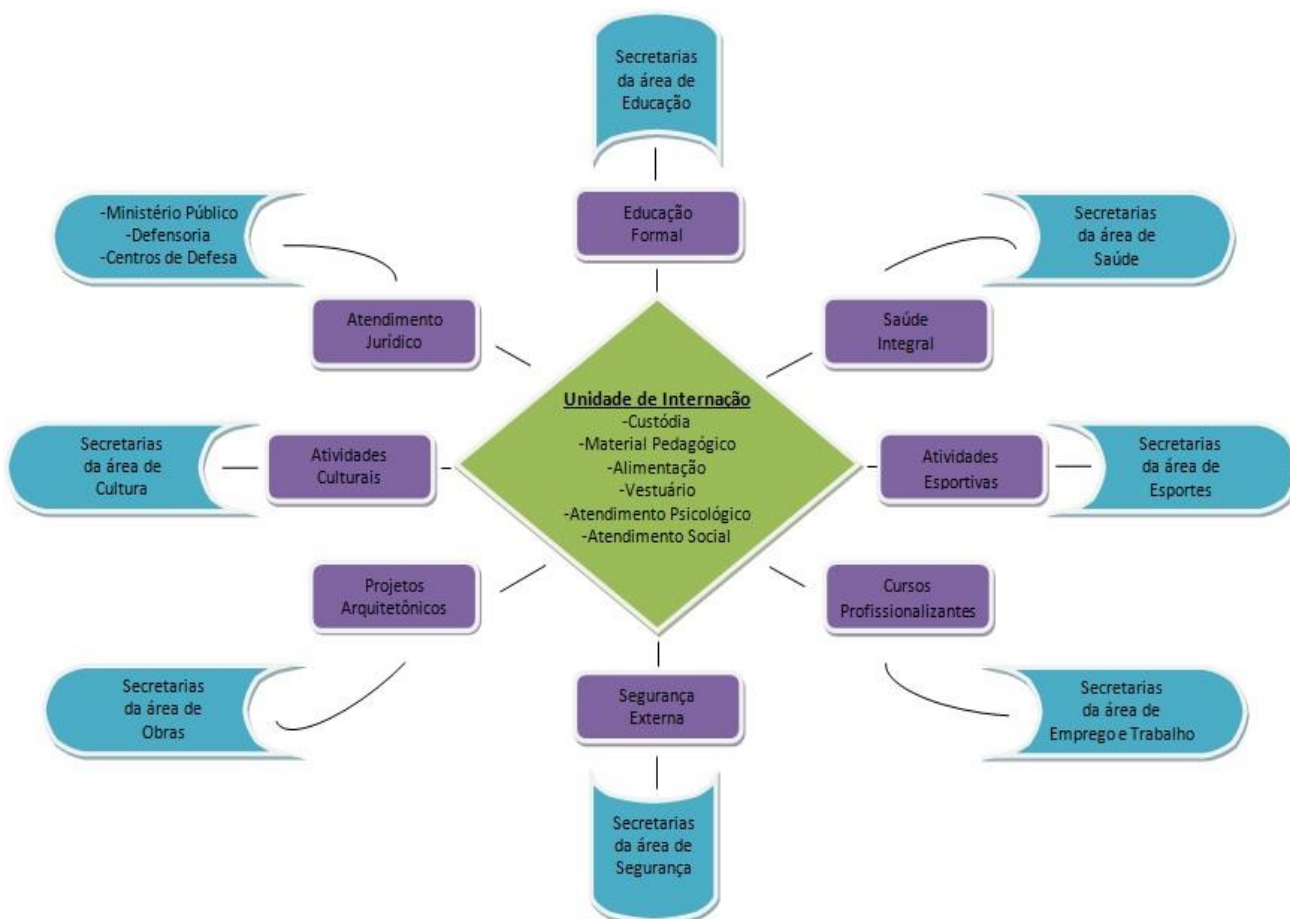 Secretarias
da área de
Educação
Educação
Formal
-Ministério Público
-Defensoria
-Centros de Defesa
Secretarias
da área de
Saúde
Atendimento
Jurídico
Saúde
Integral
Unidade de Internação
-Custódia
-Material Pedagógico
-Alimentação
-Vestuário
-Atendimento Psicológico
-Atendimento Social
Secretarias
da área de
Cultura
Atividades
Culturais
Atividades
Esportivas
Secretarias
da área de
Esportes
Projetos
Arquitetônicos
Cursos
Profissionalizantes
Secretarias
da área de
Obras
Segurança
Externa
Secretarias
da área de
Emprego e Trabalho
Secretarias
da área de
Segurança